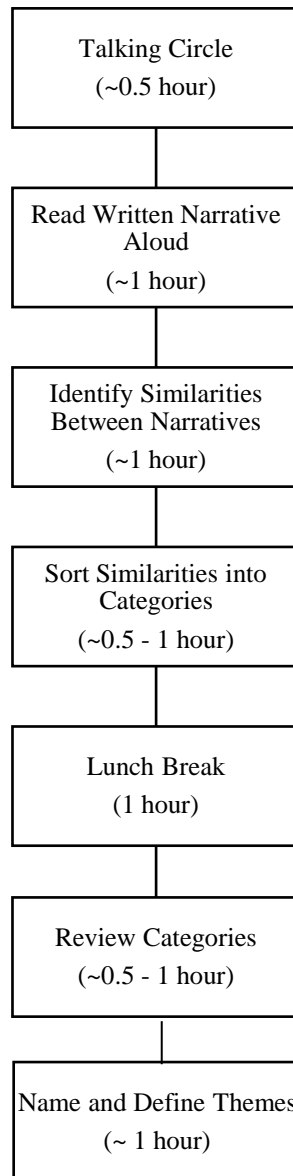 Talking Circle
(~0.5 hour)
Read Written Narrative
Aloud
(~1 hour)
Identify Similarities
Between Narratives
(~1 hour)
Sort Similarities into
Categories
(~0.5 - 1 hour)
Lunch Break
(1 hour)
Review Categories
(~0.5 - 1 hour)
Name and Define Themes
(~ 1 hour)